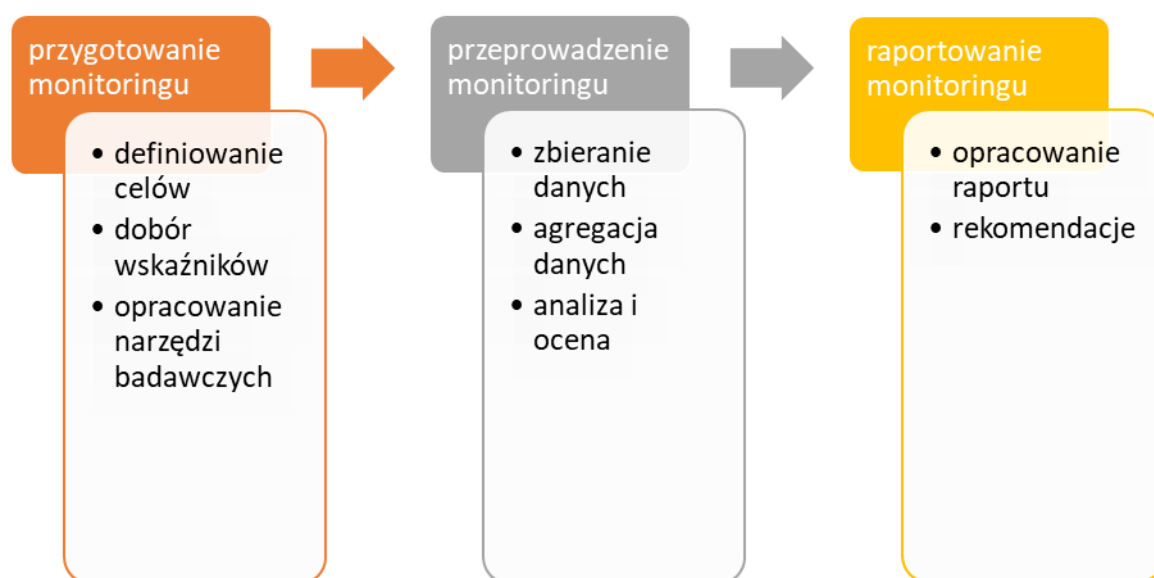 przygotowanie
monitoringu
• definiowanie
celów
• dobór
wskaźników
• opracowanie
narzędzi
badawczych
przeprowadzenie
monitoringu
• zbieranie
danych
• agregacja
danych
• analiza i
ocena
raportowanie
monitoringu
• opracowanie
raportu
• rekomendacje